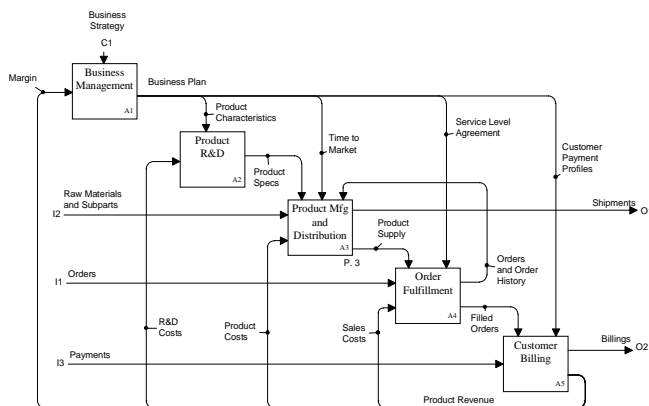 Business
Strategy
C1
Margin
Business
Management
A1
Business Plan
Product
Characteristics
Product
R&D
A2
Product
Specs
Time to
Market
Service Level
Agreement
Customer
Payment
Profiles
Raw Materials
and Subparts
I2
Product Mfg
and
Distribution
A3
P. 3
Product
Supply
Shipments
O
I1
Orders
Order
Fulfillment
A4
Orders
and Order
History
R&D
Costs
Product
Costs
Sales
Costs
Filled
Orders
I3
Payments
Customer
Billing
A5
Billings
O2
Product Revenue